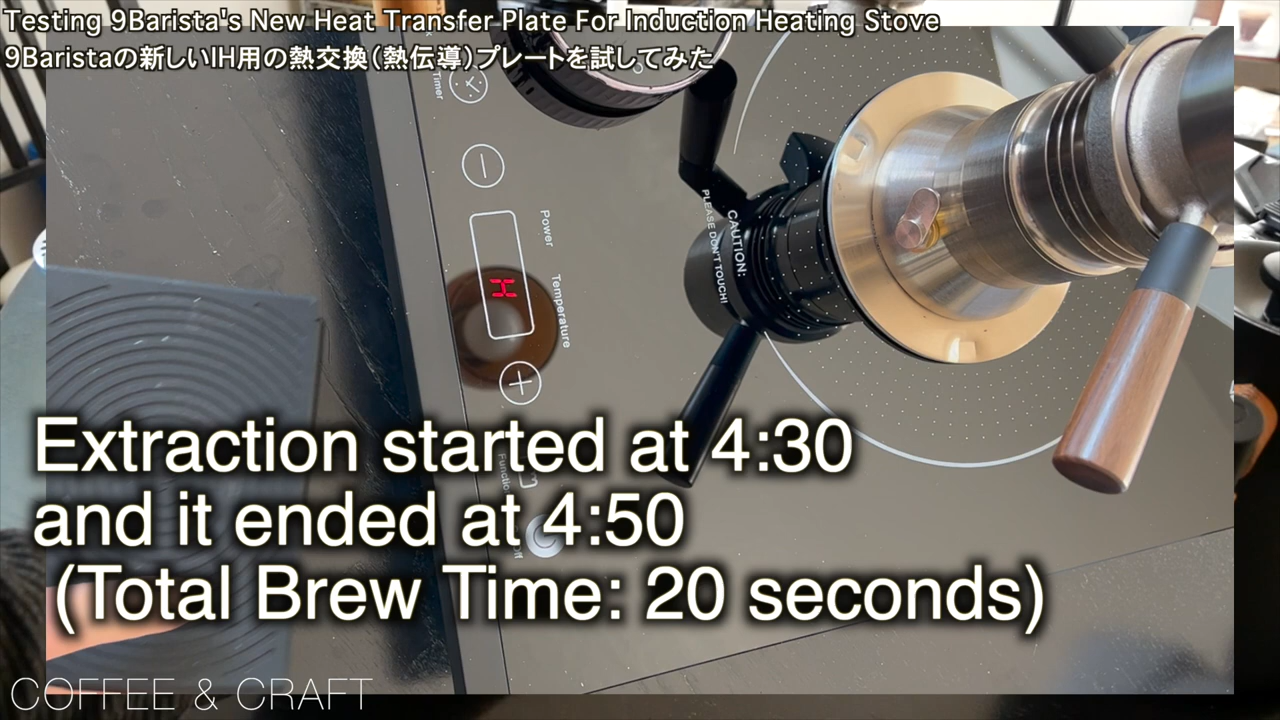 Testing 9Barista's New Heat Transfer Plate For Induction Heating Stove
9Baristaの新しいIH用の熱交換（熱伝導）プレートを試してみた
Timer
Power
Temperature
H
CAUTION:
PLEASE DON'T TOUCH!
Extraction started at 4:30
and it ended at 4:50
(Total Brew Time: 20 seconds)
COFFEE & CRAFT